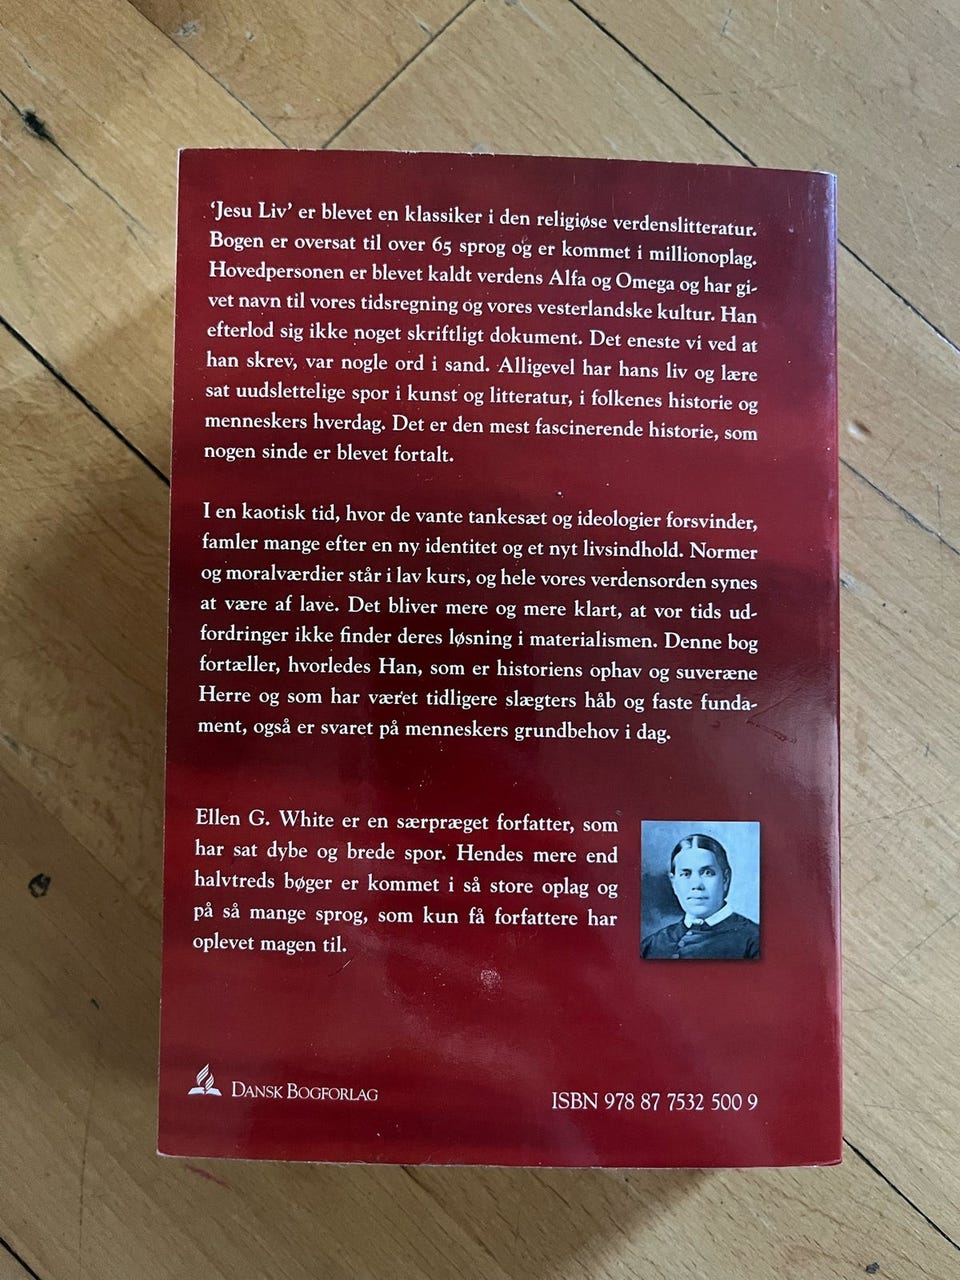 ‘Jesu Liv’ er blevet en klassiker i den religiøse verdenslitteratur.
Bogen er oversat til over 65 sprog og er kommet i millionoplag.
Hovedpersonen er blevet kaldt verdens Alfa og Omega og har gi-
vet navn til vores tidsregning og vores vesterlandske kultur. Han
efterlod sig ikke noget skriftligt dokument. Det eneste vi ved at
han skrev, var nogle ord i sand. Alligevel har hans liv og lære
sat uudslettelige spor i kunst og litteratur, i folkenes historie og
menneskers hverdag. Det er den mest fascinerende historie, som
nogen sinde er blevet fortalt.
I en kaotisk tid, hvor de vante tankesæt og ideologier forsvinder,
famler mange efter en ny identitet og et nyt livsindhold. Normer
og moralværdier står i lav kurs, og hele vores verdensorden synes
at være af lave. Det bliver mere og mere klart, at vor tids ud-
fordringer ikke finder deres løsning i materialismen. Denne bog
fortæller, hvorledes Han, som er historiens ophav og suveræne
Herre og som har været tidligere slægters håb og faste funda-
ment, også er svaret på menneskers grundbehov i dag.
Ellen G. White er en særpræget forfatter, som
har sat dybe og brede spor. Hendes mere end
halvtreds bøger er kommet i så store oplag og
på så mange sprog, som kun få forfattere har
oplevet magen til.
DANSK BOGFORLAG
ISBN 978 87 7532 500 9